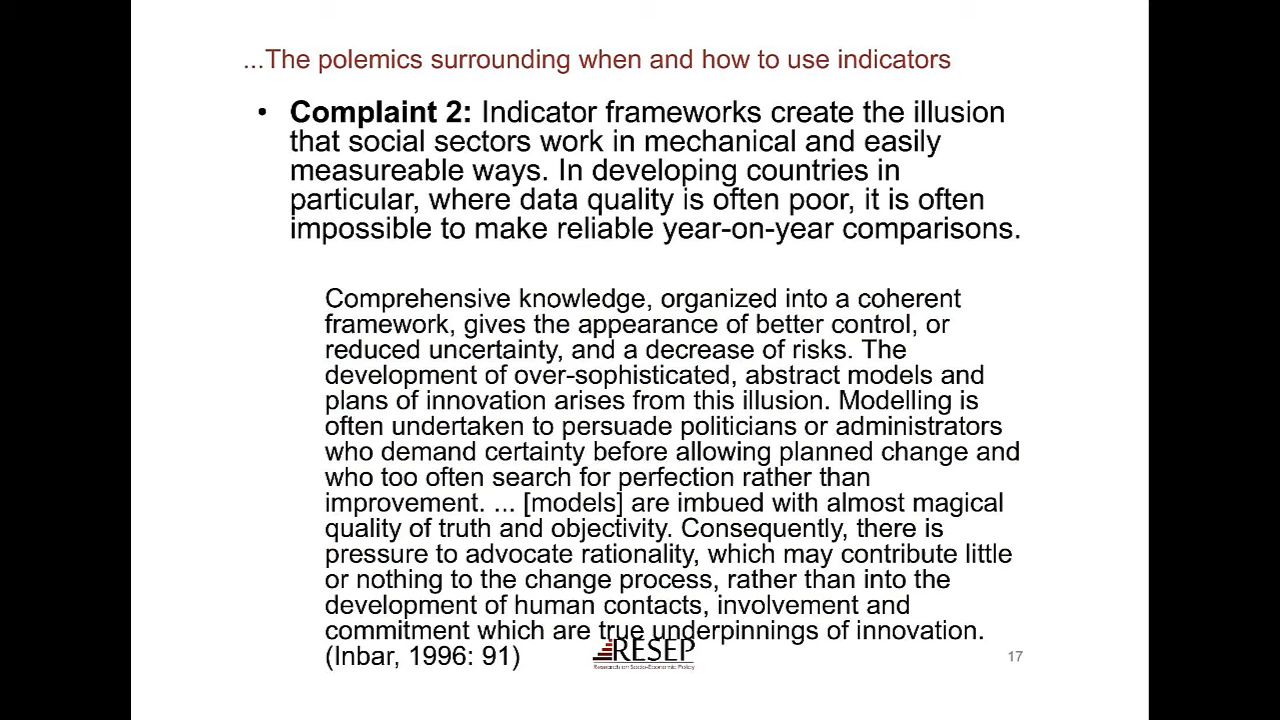 ...The polemics surrounding when and how to use indicators
• Complaint 2: Indicator frameworks create the illusion
that social sectors work in mechanical and easily
measureable ways. In developing countries in
particular, where data quality is often poor, it is often
impossible to make reliable year-on-year comparisons.
Comprehensive knowledge, organized into a coherent
framework, gives the appearance of better control, or
reduced uncertainty, and a decrease of risks. The
development of over-sophisticated, abstract models and
plans of innovation arises from this illusion. Modelling is
often undertaken to persuade politicians or administrators
who demand certainty before allowing planned change and
who too often search for perfection rather than
improvement. ... [models] are imbued with almost magical
quality of truth and objectivity. Consequently, there is
pressure to advocate rationality, which may contribute little
or nothing to the change process, rather than into the
development of human contacts, involvement and
commitment which are true underpinnings of innovation.
(Inbar, 1996: 91)
RESEP
Research on Socio-Economic Policy
17